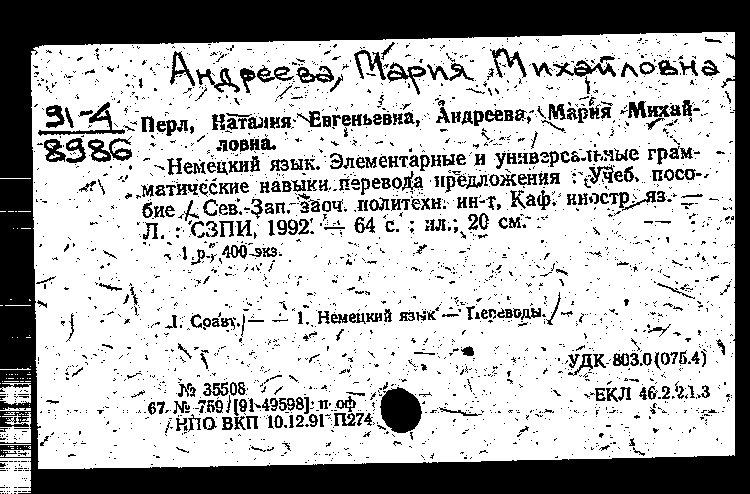 Андреева, Мария Михайловна
91-4
8986
Перл, Наталия Евгеньевна, Андреева, Мария Михай-
ловна.
Немецкий язык. Элементарные и универсальные грам-
матические навыки перевода предложения : Учеб. посо-
бие / Сев.-Зап. заоч. политехн. ин-т, Каф. иностр. яз. —
Л. : СЗПИ, 1992. — 64 с. : ил.; 20 см. —
1 р., 400 экз.
I. Соавт. — — 1. Немецкий язык — Переводы.
УДК 803.0(075.4)
№ 35508
БКЛ 46.2.2.1.3
67 № 759 [91-49598] п оф
НПО ВКП 10.12.91 П274